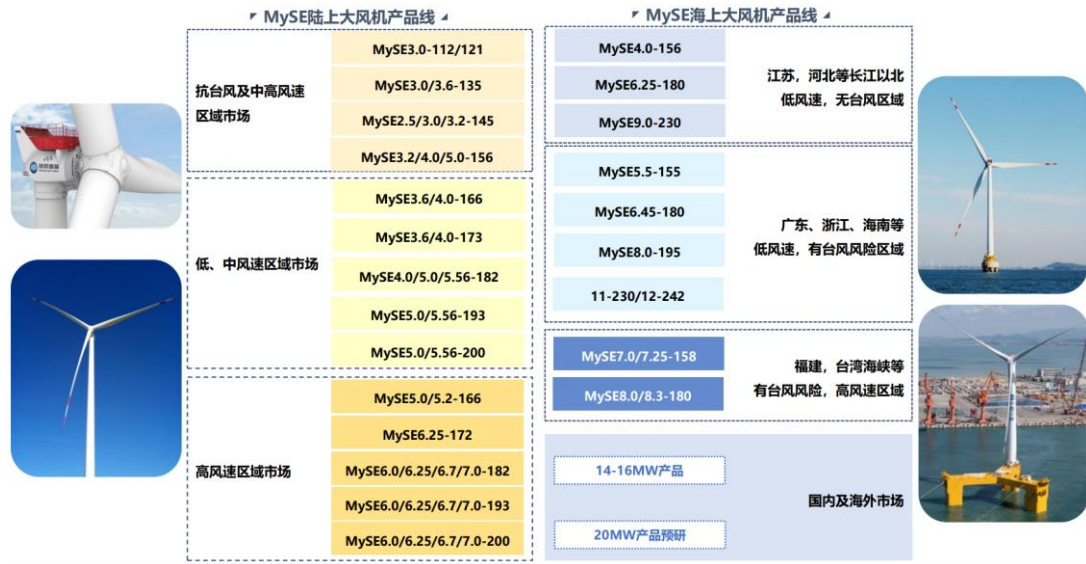 MySE陆上大风机产品线
抗台风及中高风速
区域市场
MySE3.0-112/121
MySE3.0/3.6-135
MySE2.5/3.0/3.2-145
MySE3.2/4.0/5.0-156
低、中风速区域市场
MySE3.6/4.0-166
MySE3.6/4.0-173
MySE4.0/5.0/5.56-182
MySE5.0/5.56-193
MySE5.0/5.56-200
高风速区域市场
MySE5.0/5.2-166
MySE6.25-172
MySE6.0/6.25/6.7/7.0-182
MySE6.0/6.25/6.7/7.0-193
MySE6.0/6.25/6.7/7.0-200
MySE海上大风机产品线
MySE4.0-156
MySE6.25-180
MySE9.0-230
江苏，河北等长江以北
低风速，无台风区域
MySE5.5-155
MySE6.45-180
MySE8.0-195
11-230/12-242
广东、浙江、海南等
低风速，有台风风险区域
MySE7.0/7.25-158
MySE8.0/8.3-180
福建，台湾海峡等
有台风风险，高风速区域
14-16MW产品
20MW产品预研
国内及海外市场